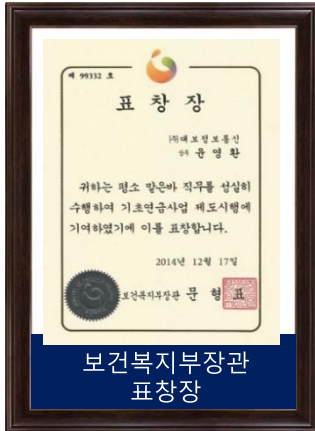 제 99332 호
표 창 장
㈜대보정보통신
윤 영 환
귀하는 평소 맡은바 직무를 성실히
수행하여 기초연금사업 제도시행에
기여하였기에 이를 표창합니다.
2014년 12월 17일
보건복지부장관 문 형 표
보건복지부장관
표창장